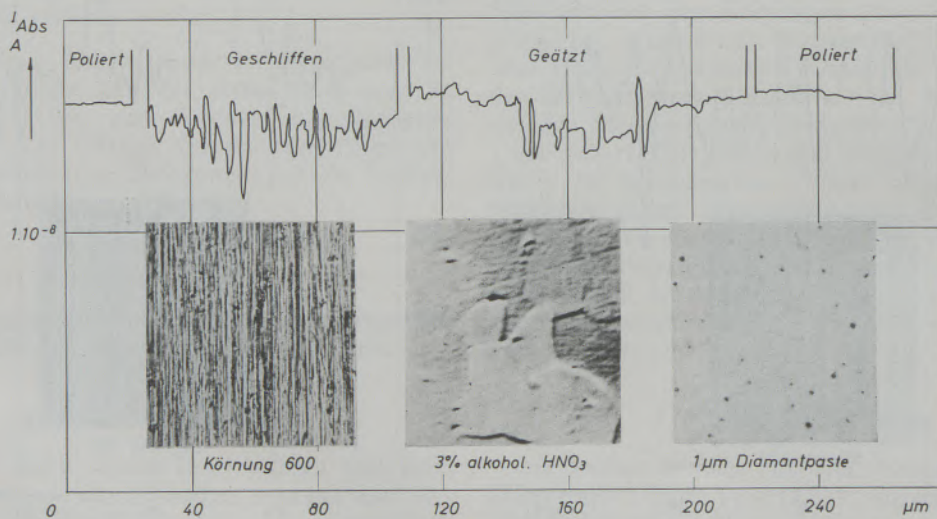 I Abs
A
Poliert
Geschliffen
Geätzt
Poliert
1.10⁻⁸
Körnung 600
3% alkohol. HNO₃
1µm Diamantpaste
0 40 80 120 160 200 240 µm